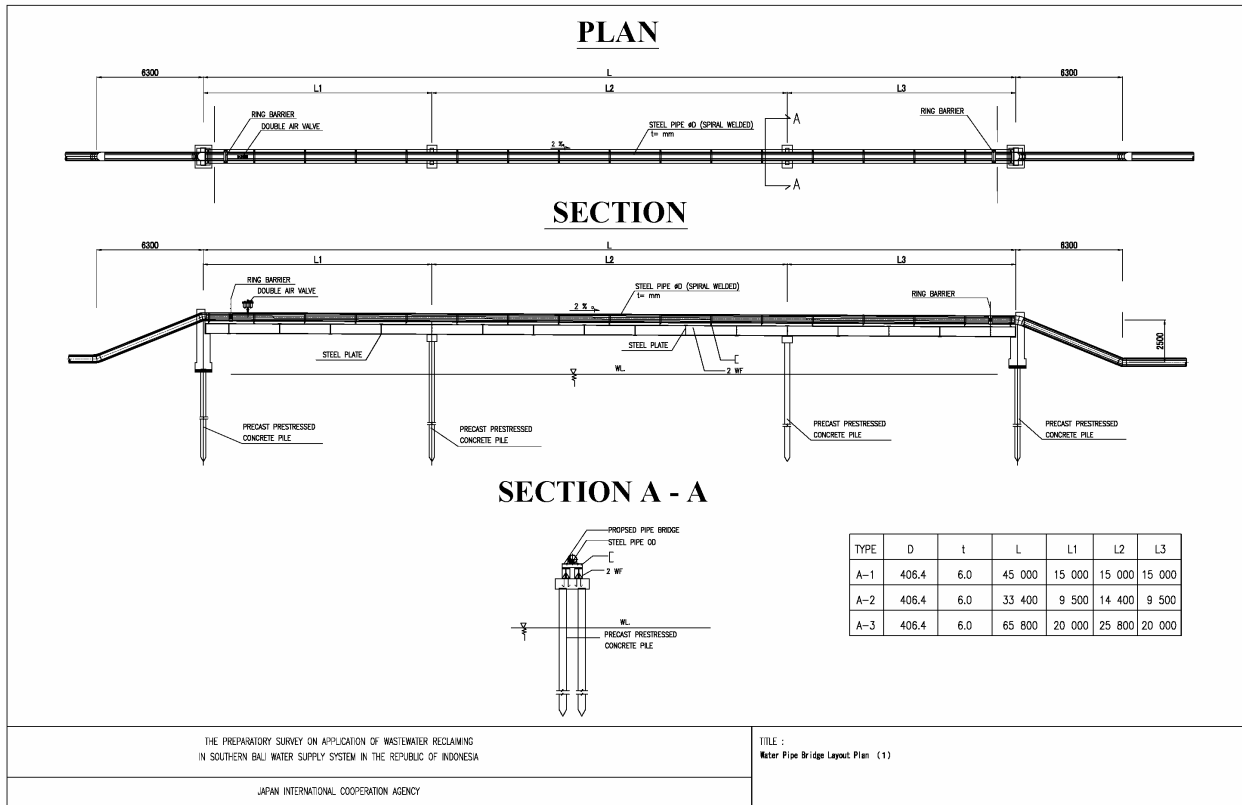 PLAN
6300
L
6300
L1
L2
L3
RING BARRIER
DOUBLE AIR VALVE
2 %
STEEL PIPE øD (SPIRAL WELDED)
t= mm
A
RING BARRIER
A
SECTION
6300
L
6300
L1
L2
L3
RING BARRIER
DOUBLE AIR VALVE
2 %
STEEL PIPE øD (SPIRAL WELDED)
t= mm
RING BARRIER
2500
STEEL PLATE
STEEL PLATE
2 WF
WL.
PRECAST PRESTRESSED
CONCRETE PILE
PRECAST PRESTRESSED
CONCRETE PILE
PRECAST PRESTRESSED
CONCRETE PILE
PRECAST PRESTRESSED
CONCRETE PILE
SECTION A - A
PROPSED PIPE BRIDGE
STEEL PIPE OD
2 WF
WL.
PRECAST PRESTRESSED
CONCRETE PILE
TYPE D t L L1 L2 L3
A-1 406.4 6.0 45 000 15 000 15 000 15 000
A-2 406.4 6.0 33 400 9 500 14 400 9 500
A-3 406.4 6.0 65 800 20 000 25 800 20 000
THE PREPARATORY SURVEY ON APPLICATION OF WASTEWATER RECLAIMING
IN SOUTHERN BALI WATER SUPPLY SYSTEM IN THE REPUBLIC OF INDONESIA
JAPAN INTERNATIONAL COOPERATION AGENCY
TITLE :
Water Pipe Bridge Layout Plan (1)